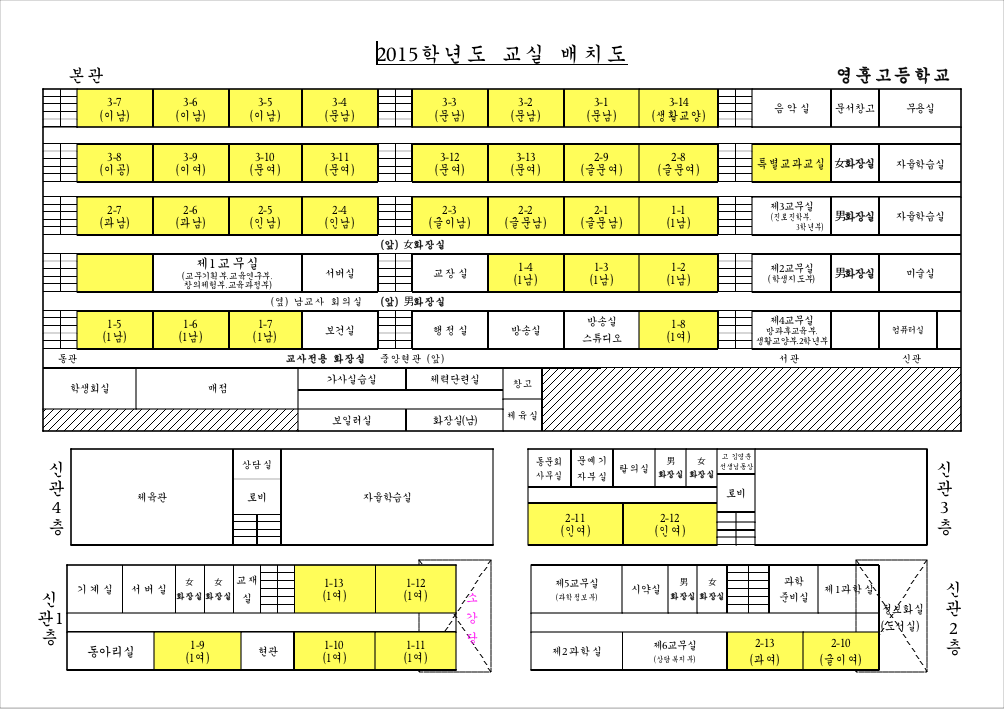 2015학년도 교실 배치도
본관
영훈고등학교
3-7 3-6 3-5 3-4 3-3 3-2 3-1 3-14 음악실 문서창고 무용실
(이남) (이남) (이남) (문남) (문남) (문남) (문남) (생활교양)
3-8 3-9 3-10 3-11 3-12 3-13 2-9 2-8 특별교과교실 女화장실 자율학습실
(이공) (이여) (문여) (문여) (문여) (문여) (글문여) (글문여)
2-7 2-6 2-5 2-4 2-3 2-2 2-1 1-1 제3교무실 男화장실 자율학습실
(과남) (과남) (인남) (인남) (글이남) (글문남) (글문남) (1남) (진로진학부.
3학년부)
(앞) 女화장실
제1교무실 서버실 교장실 1-4 1-3 1-2 제2교무실 男화장실 미술실
(교무기획부.교육연구부. (1남) (1남) (1남) (학생지도부)
창의체험부.교육과정부)
(옆) 남교사 회의실 (앞) 男화장실
1-5 1-6 1-7 보건실 행정실 방송실 방송실 1-8 제4교무실 컴퓨터실
(1남) (1남) (1남) 스튜디오 (1여) 방과후교육부.
생활교양부.2학년부
동관 교사전용 화장실 중앙현관 (앞) 서관 신관
학생회실 매점 가사실습실 체력단련실 창고
보일러실 화장실(남) 체육실
신관4층
체육관 상담실 자율학습실
로비
신관3층
동문회 문예기 탈의실 男 女 고 김영훈
사무실 자부실 화장실 화장실 선생님동상
로비
2-11 2-12
(인여) (인여)
신관1층
기계실 서버실 女 女 교재 1-13 1-12
화장실 화장실 실 (1여) (1여)
소강당
동아리실 1-9 현관 1-10 1-11
(1여) (1여) (1여)
신관2층
제5교무실 시약실 男 女 과학 제1과학실
(과학정보부) 화장실 화장실 준비실
정보화실
(도서실)
제2과학실 제6교무실 2-13 2-10
(상담복지부) (과여) (글이여)